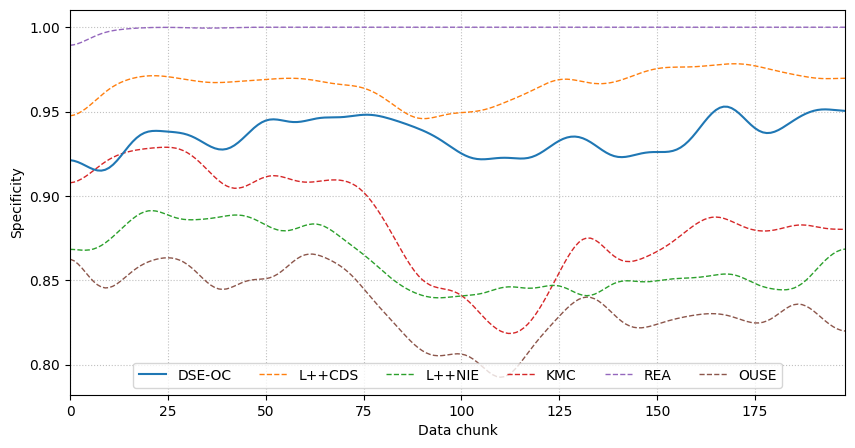 1.00
0.95
0.90
0.85
0.80
Specificity
DSE-OC L++CDS L++NIE KMC REA OUSE
0 25 50 75 100 125 150 175
Data chunk